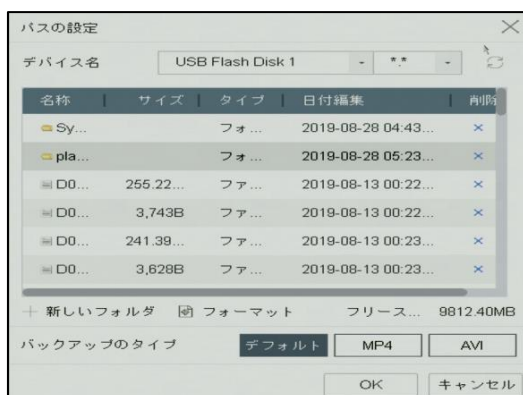 パスの設定
デバイス名 USB Flash Disk 1 - *.* -
名称 サイズ タイプ 日付編集 削除
Sy... フォ... 2019-08-28 04:43...
pla... フォ... 2019-08-28 05:23...
D0... 255.22... ファ... 2019-08-13 00:22...
D0... 3,743B ファ... 2019-08-13 00:22...
D0... 241.39... ファ... 2019-08-13 00:23...
D0... 3,628B ファ... 2019-08-13 00:23...
新しいフォルダ フォーマット フリース... 9812.40MB
バックアップのタイプ デフォルト MP4 AVI
OK キャンセル